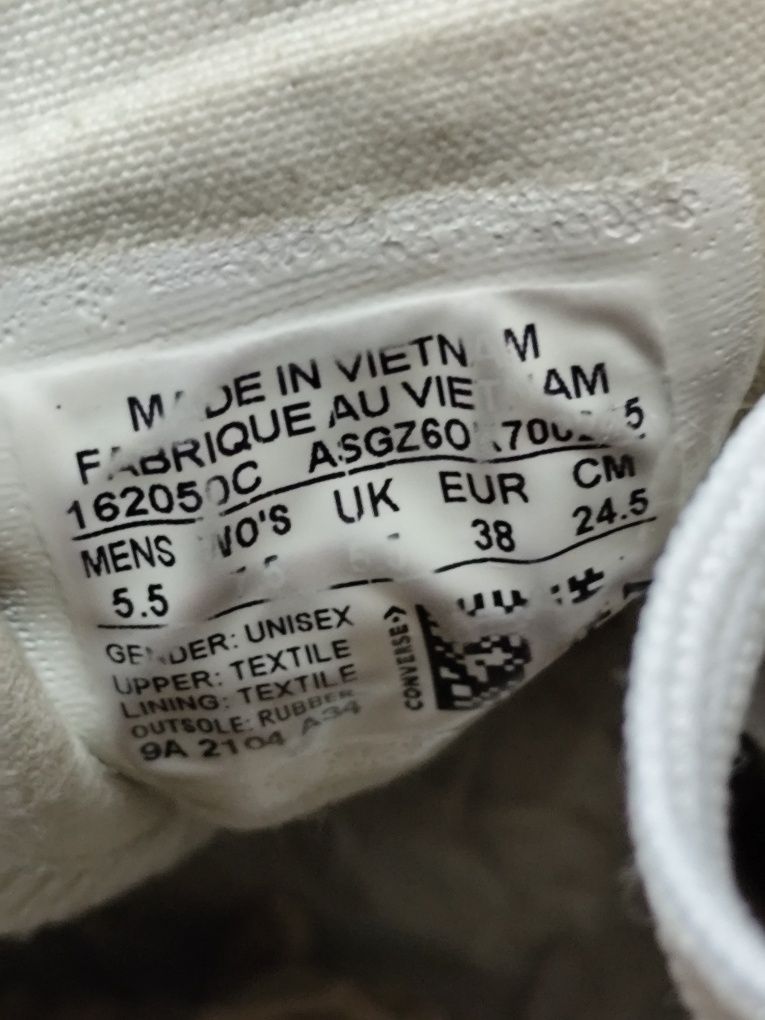 MADE IN VIETNAM
FABRIQUE AU VIETNAM
162050C
MENS WO'S UK EUR CM
5.5 38 24.5
GENDER: UNISEX
UPPER: TEXTILE
LINING: TEXTILE
OUTSOLE: RUBBER
9A 2104 A34
CONVERSE